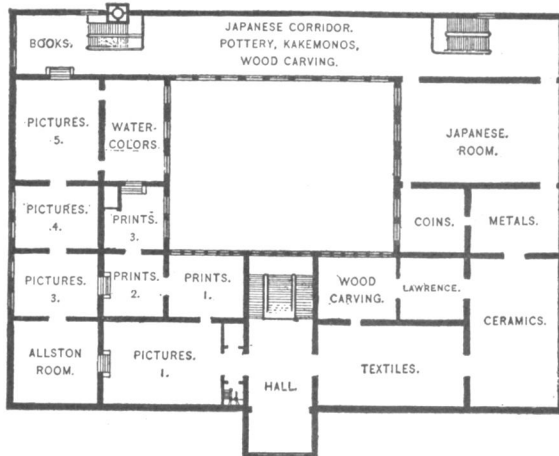 JAPANESE CORRIDOR.
POTTERY, KAKEMONOS,
WOOD CARVING.
BOOKS.
PICTURES.
5.
WATER-
COLORS.
JAPANESE.
ROOM.
PICTURES.
4.
PRINTS.
3.
COINS.
METALS.
PICTURES.
3.
PRINTS.
2.
PRINTS.
1.
WOOD
CARVING.
LAWRENCE.
CERAMICS.
ALLSTON
ROOM.
PICTURES.
1.
HALL.
TEXTILES.